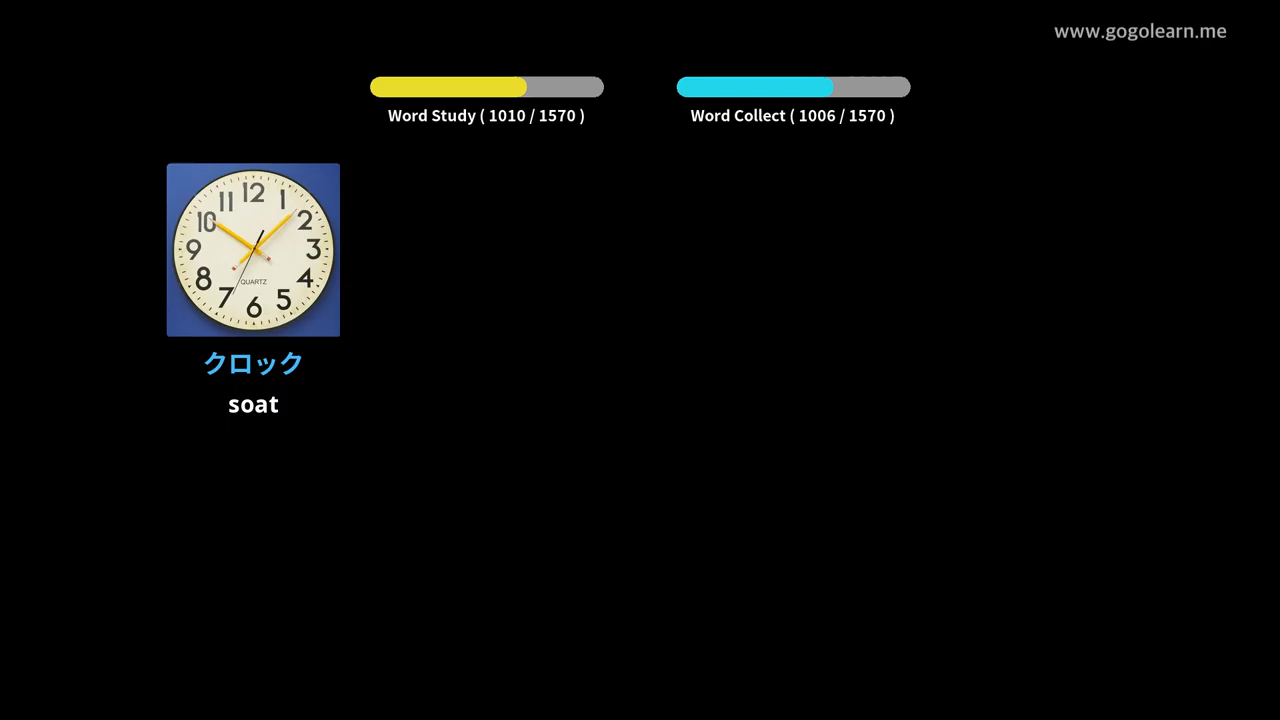 www.gogolearn.me
Word Study ( 1010 / 1570 )
Word Collect ( 1006 / 1570 )
12
1
2
3
4
5
6
7
8
9
10
11
QUARTZ
クロック
soat